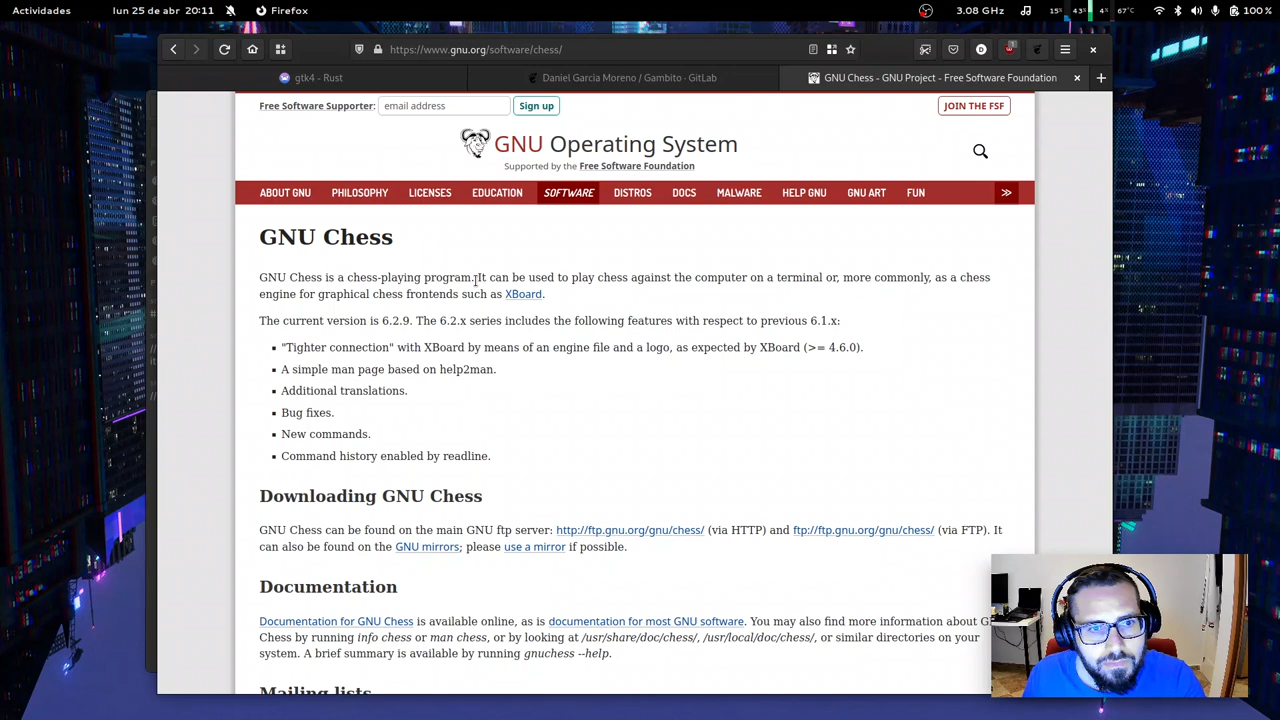 Actividades
lun 25 de abr 20:11
Firefox
3.08 GHz
15%
43%
4%
67°C
100 %
https://www.gnu.org/software/chess/
gtk4 - Rust
Daniel Garcia Moreno / Gambito · GitLab
GNU Chess - GNU Project - Free Software Foundation
Free Software Supporter: email address Sign up
JOIN THE FSF
GNU Operating System
Supported by the Free Software Foundation
ABOUT GNU PHILOSOPHY LICENSES EDUCATION SOFTWARE DISTROS DOCS MALWARE HELP GNU GNU ART FUN
GNU Chess
GNU Chess is a chess-playing program. It can be used to play chess against the computer on a terminal or, more commonly, as a chess
engine for graphical chess frontends such as XBoard.
The current version is 6.2.9. The 6.2.x series includes the following features with respect to previous 6.1.x:
"Tighter connection" with XBoard by means of an engine file and a logo, as expected by XBoard (>= 4.6.0).
A simple man page based on help2man.
Additional translations.
Bug fixes.
New commands.
Command history enabled by readline.
Downloading GNU Chess
GNU Chess can be found on the main GNU ftp server: http://ftp.gnu.org/gnu/chess/ (via HTTP) and ftp://ftp.gnu.org/gnu/chess/ (via FTP). It
can also be found on the GNU mirrors; please use a mirror if possible.
Documentation
Documentation for GNU Chess is available online, as is documentation for most GNU software. You may also find more information about
Chess by running info chess or man chess, or by looking at /usr/share/doc/chess/, /usr/local/doc/chess/, or similar directories on your
system. A brief summary is available by running gnuchess --help.
Mailing lists